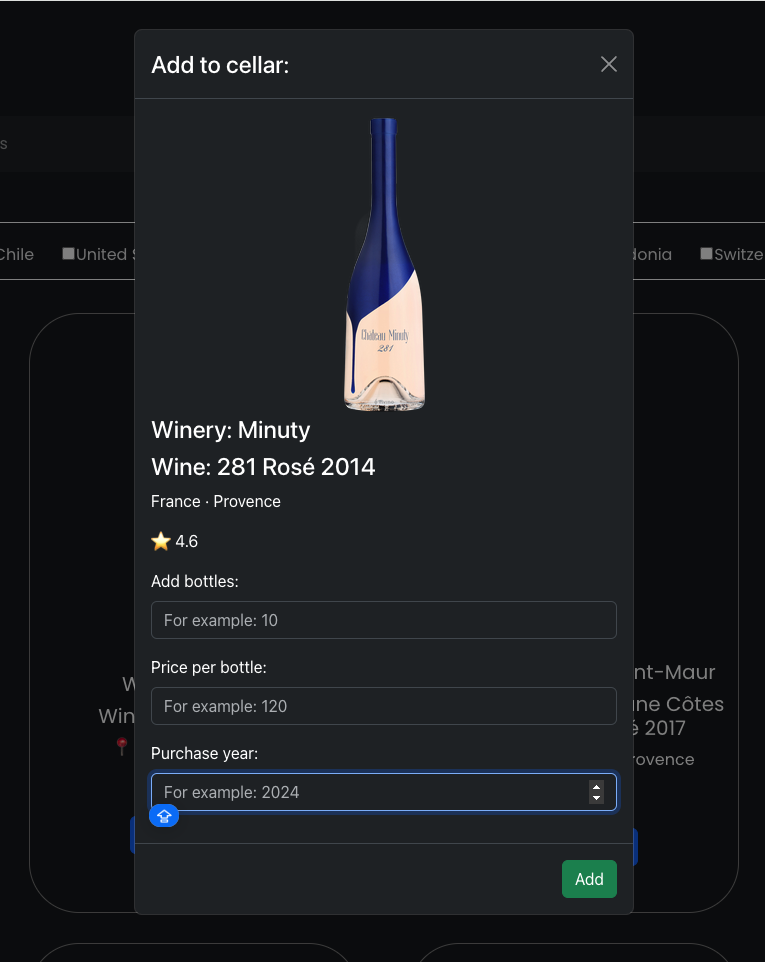 Add to cellar:
s
Chile
United S
donia
Switze
Chateau Minuty
281
Winery: Minuty
Wine: 281 Rosé 2014
France · Provence
4.6
Add bottles:
For example: 10
Price per bottle:
For example: 120
Purchase year:
For example: 2024
Add
W
Win
nt-Maur
ne Côtes
é 2017
rovence